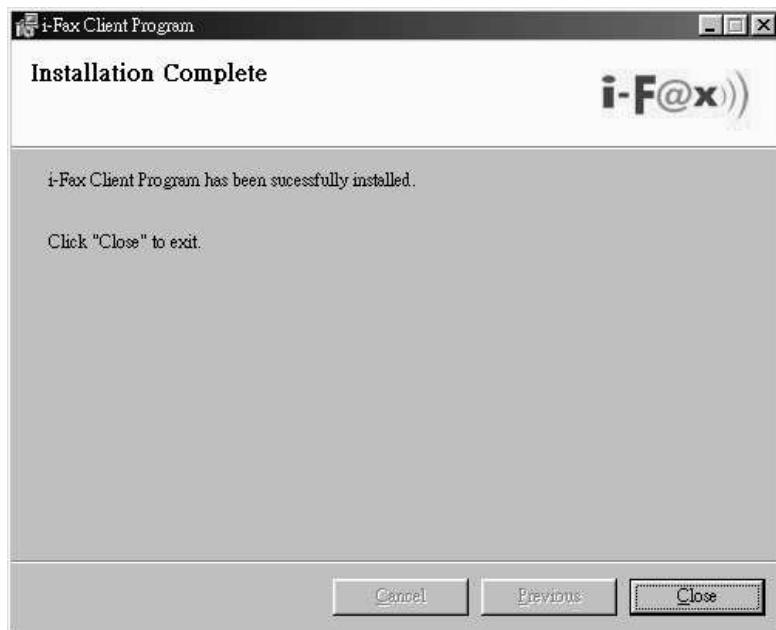 i-Fax Client Program
Installation Complete
i-F@x
i-Fax Client Program has been sucessfully installed.
Click "Close" to exit.
Cancel
Previous
Close